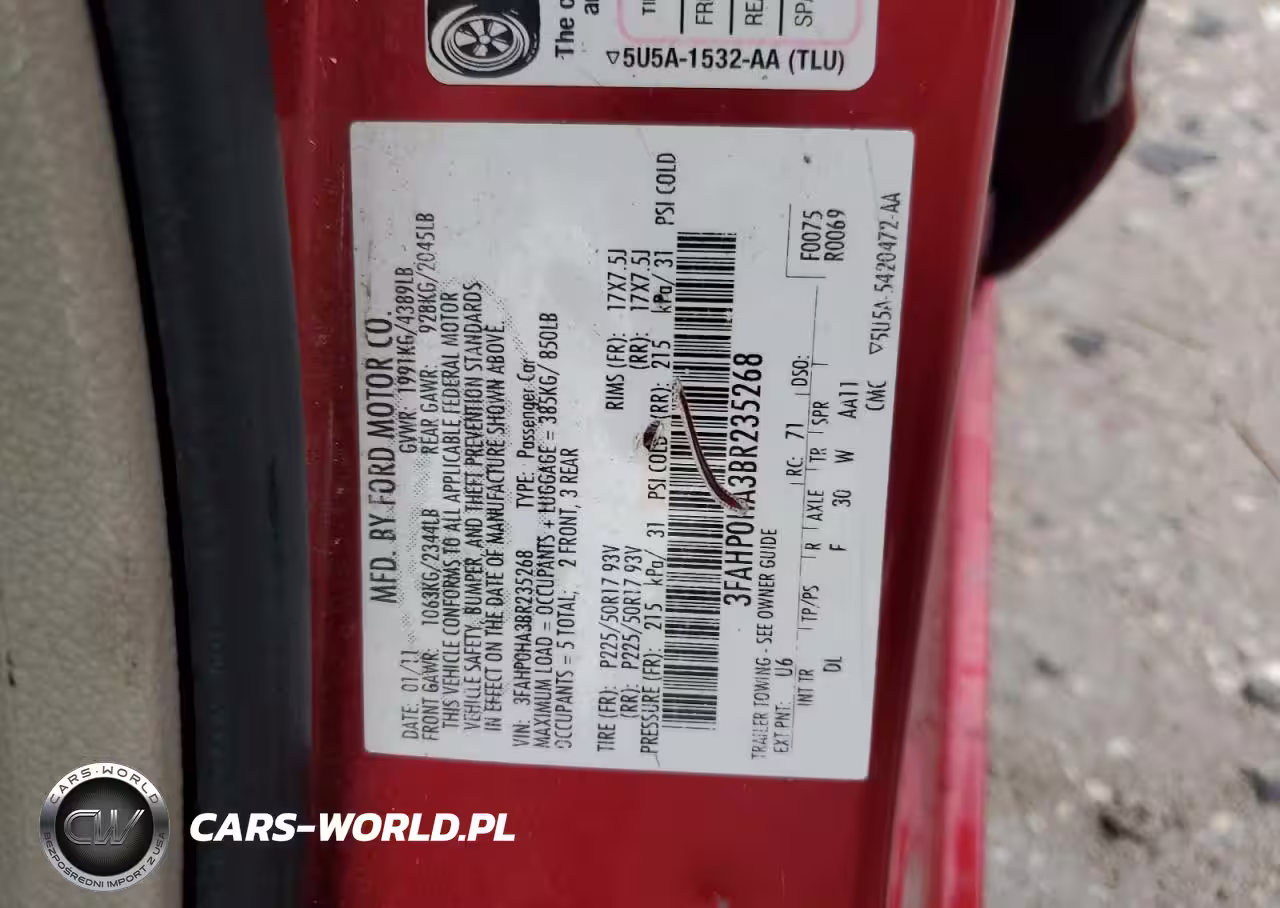 The c
TI
FR
REA
SPA
▽5U5A-1532-AA (TLU)
MFD. BY FORD MOTOR CO.
DATE: 01/11 GVWR: 1991KG/4389LB
FRONT GAWR: 1063KG/2344LB REAR GAWR: 928KG/2045LB
THIS VEHICLE CONFORMS TO ALL APPLICABLE FEDERAL MOTOR
VEHICLE SAFETY, BUMPER, AND THEFT PREVENTION STANDARDS
IN EFFECT ON THE DATE OF MANUFACTURE SHOWN ABOVE.
VIN: 3FAHP0HA3BR235268 TYPE: Passenger Car
MAXIMUM LOAD = OCCUPANTS + LUGGAGE = 385KG/ 850LB
OCCUPANTS = 5 TOTAL; 2 FRONT, 3 REAR
TIRE (FR): P225/50R17 93V RIMS (FR): 17X7.5J
(RR): P225/50R17 93V (RR): 17X7.5J
PRESSURE (FR): 215 kPa/ 31 PSI COLD (RR): 215 kPa/ 31 PSI COLD
3FAHP0HA3BR235268
TRAILER TOWING - SEE OWNER GUIDE
EXT PNT: U6 RC: 71 DSO: F0075
R0069
INT TR TP/PS R AXLE TR SPR
DL F 30 W AA11
CMC ▽5U5A-5420472-AA
CARS-WORLD
CW
BEZPOŚREDNI IMPORT Z USA
CARS-WORLD.PL